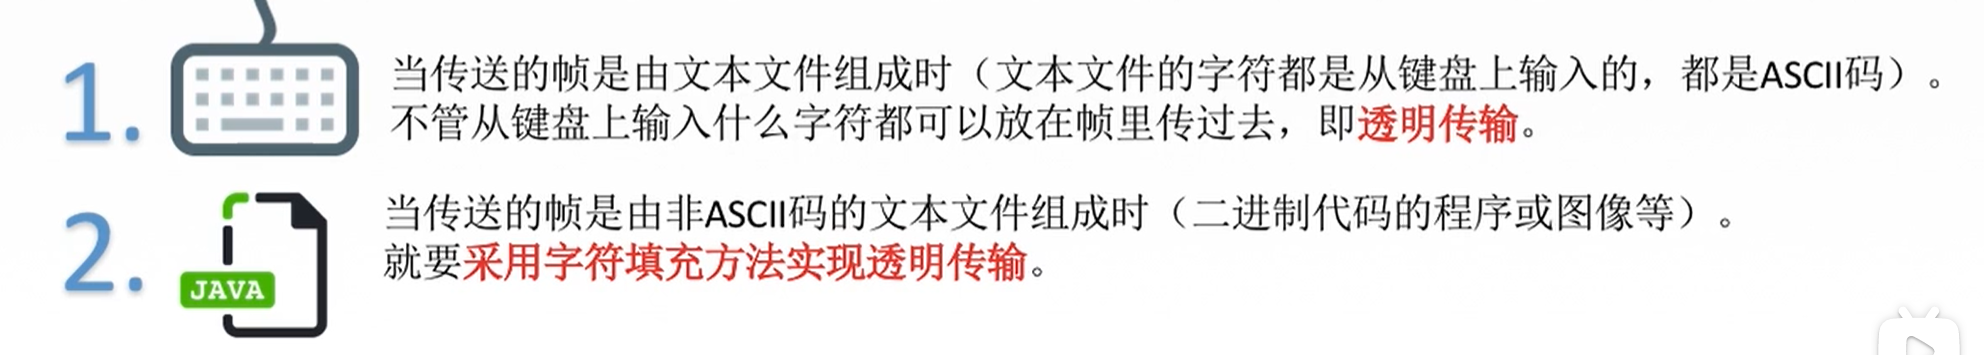 1.
当传送的帧是由文本文件组成时（文本文件的字符都是从键盘上输入的，都是ASCII码）。
不管从键盘上输入什么字符都可以放在帧里传过去，即透明传输。
2.
JAVA
当传送的帧是由非ASCII码的文本文件组成时（二进制代码的程序或图像等）。
就要采用字符填充方法实现透明传输。